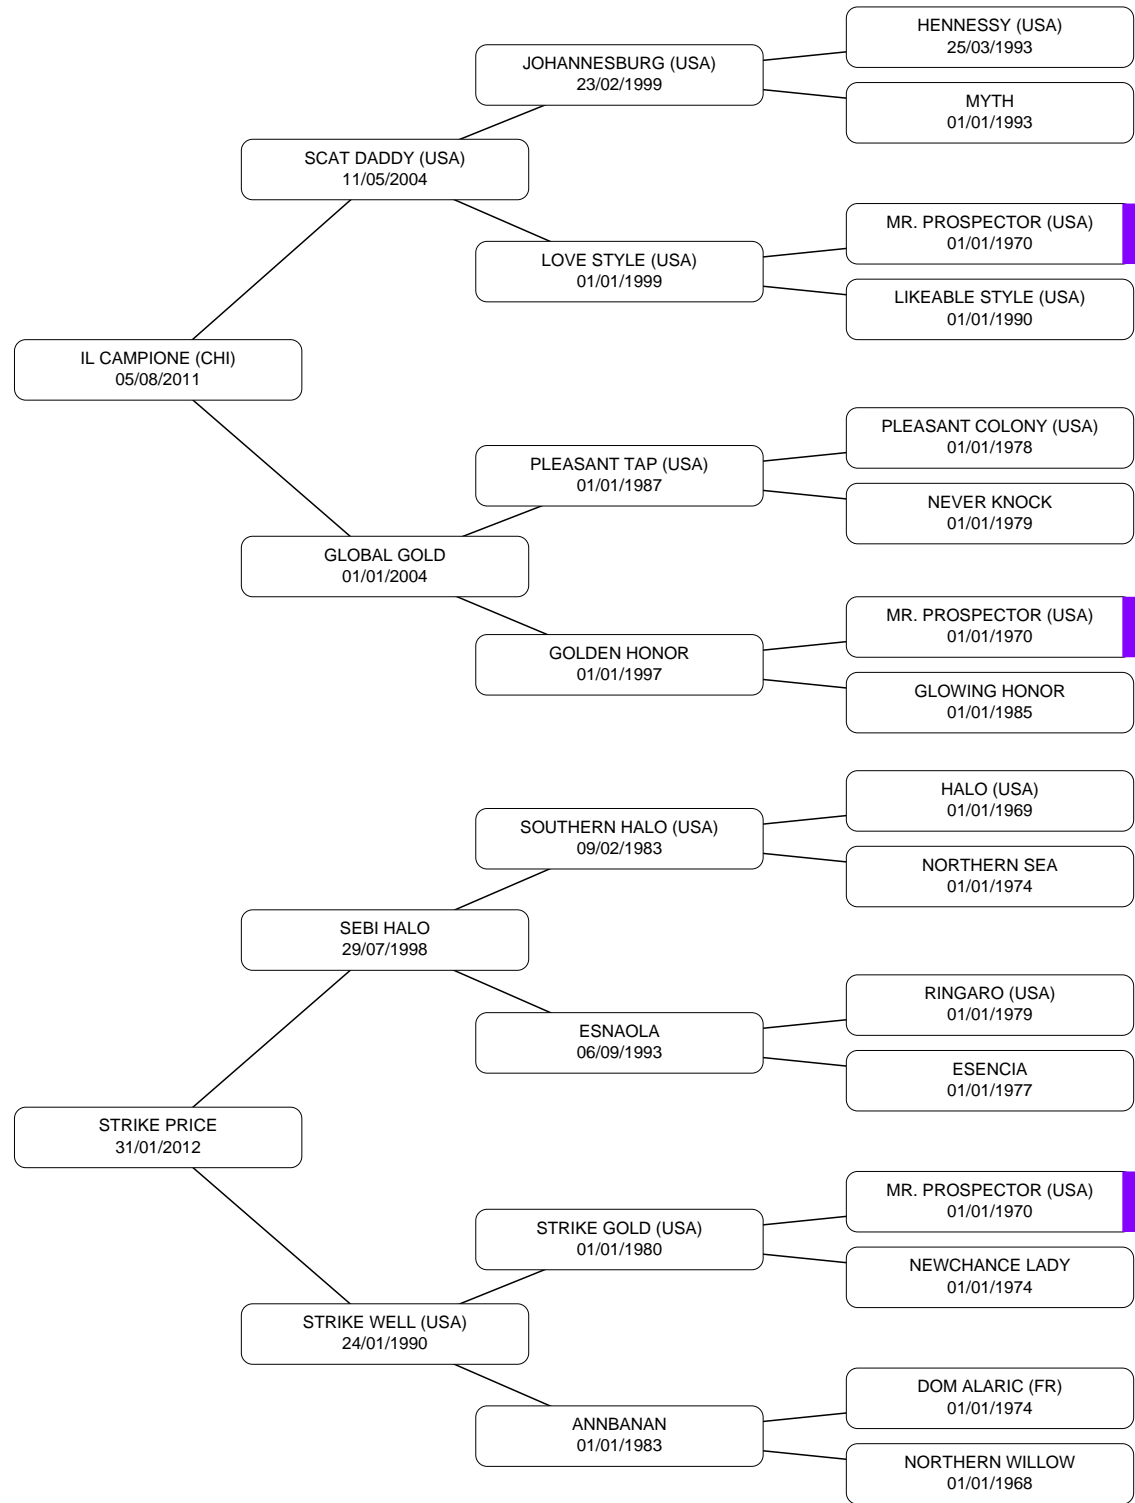 HENNESSY (USA)
25/03/1993
JOHANNESBURG (USA)
23/02/1999
MYTH
01/01/1993
SCAT DADDY (USA)
11/05/2004
MR. PROSPECTOR (USA)
01/01/1970
LOVE STYLE (USA)
01/01/1999
LIKEABLE STYLE (USA)
01/01/1990
IL CAMPIONE (CHI)
05/08/2011
PLEASANT COLONY (USA)
01/01/1978
PLEASANT TAP (USA)
01/01/1987
NEVER KNOCK
01/01/1979
GLOBAL GOLD
01/01/2004
MR. PROSPECTOR (USA)
01/01/1970
GOLDEN HONOR
01/01/1997
GLOWING HONOR
01/01/1985
HALO (USA)
01/01/1969
SOUTHERN HALO (USA)
09/02/1983
NORTHERN SEA
01/01/1974
SEBI HALO
29/07/1998
RINGARO (USA)
01/01/1979
ESNAOLA
06/09/1993
ESENCIA
01/01/1977
STRIKE PRICE
31/01/2012
MR. PROSPECTOR (USA)
01/01/1970
STRIKE GOLD (USA)
01/01/1980
NEWCHANCE LADY
01/01/1974
STRIKE WELL (USA)
24/01/1990
DOM ALARIC (FR)
01/01/1974
ANNBANAN
01/01/1983
NORTHERN WILLOW
01/01/1968